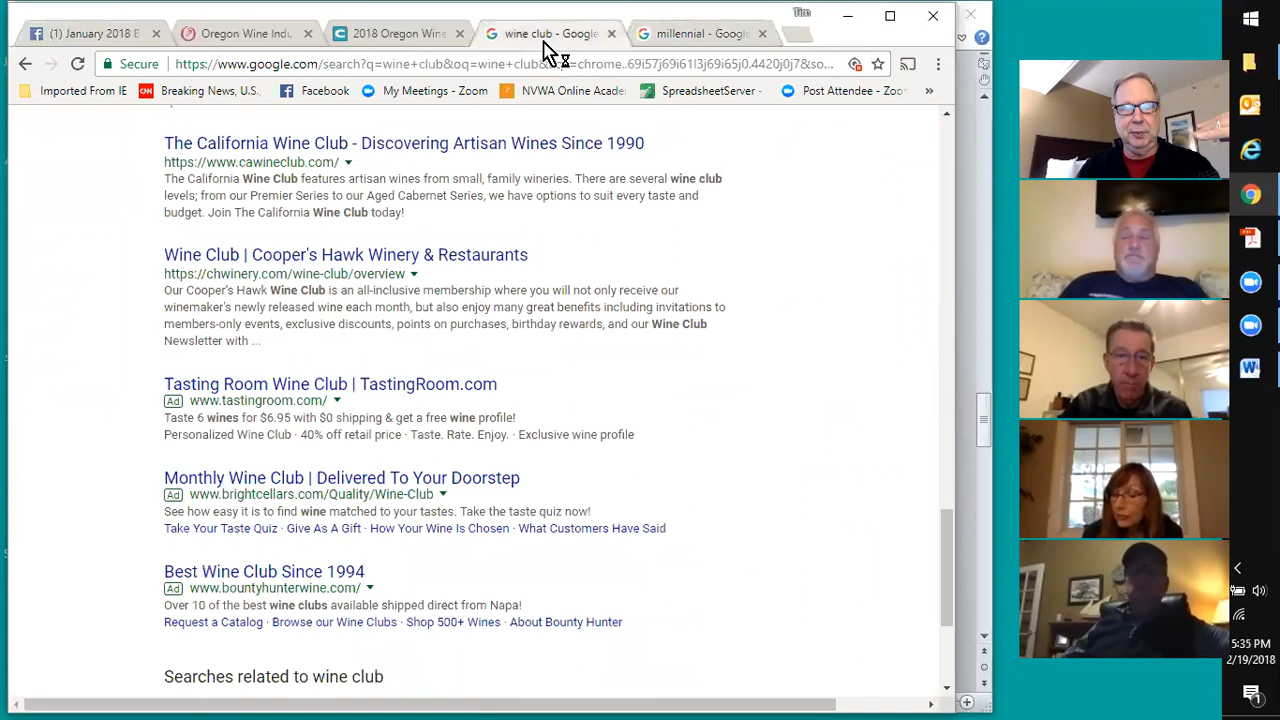 Tim
(1) January 2018 B
Oregon Wine Indust
2018 Oregon Wine
wine club - Google
millennial - Google
Secure
https://www.google.com/search?q=wine+club&oq=wine+club&
=chrome..69i57j69i61l3j69i65j0.4420j0j7&so...
Imported From IE
Breaking News, U.S.
Facebook
My Meetings - Zoom
NVWA Online Acade
SpreadsheetServer -
Post Attendee - Zoo
»
The California Wine Club - Discovering Artisan Wines Since 1990
https://www.cawineclub.com/
The California Wine Club features artisan wines from small, family wineries. There are several wine club
levels; from our Premier Series to our Aged Cabernet Series, we have options to suit every taste and
budget. Join The California Wine Club today!
Wine Club | Cooper's Hawk Winery & Restaurants
https://chwinery.com/wine-club/overview
Our Cooper's Hawk Wine Club is an all-inclusive membership where you will not only receive our
winemaker's newly released wine each month, but also enjoy many great benefits including invitations to
members-only events, exclusive discounts, points on purchases, birthday rewards, and our Wine Club
Newsletter with ...
Tasting Room Wine Club | TastingRoom.com
Ad www.tastingroom.com/
Taste 6 wines for $6.95 with $0 shipping & get a free wine profile!
Personalized Wine Club · 40% off retail price · Taste. Rate. Enjoy. · Exclusive wine profile
Monthly Wine Club | Delivered To Your Doorstep
Ad www.brightcellars.com/Quality/Wine-Club
See how easy it is to find wine matched to your tastes. Take the taste quiz now!
Take Your Taste Quiz · Give As A Gift · How Your Wine Is Chosen · What Customers Have Said
Best Wine Club Since 1994
Ad www.bountyhunterwine.com/
Over 10 of the best wine clubs available shipped direct from Napa!
Request a Catalog · Browse our Wine Clubs · Shop 500+ Wines · About Bounty Hunter
Searches related to wine club
5:35 PM
2/19/2018
1